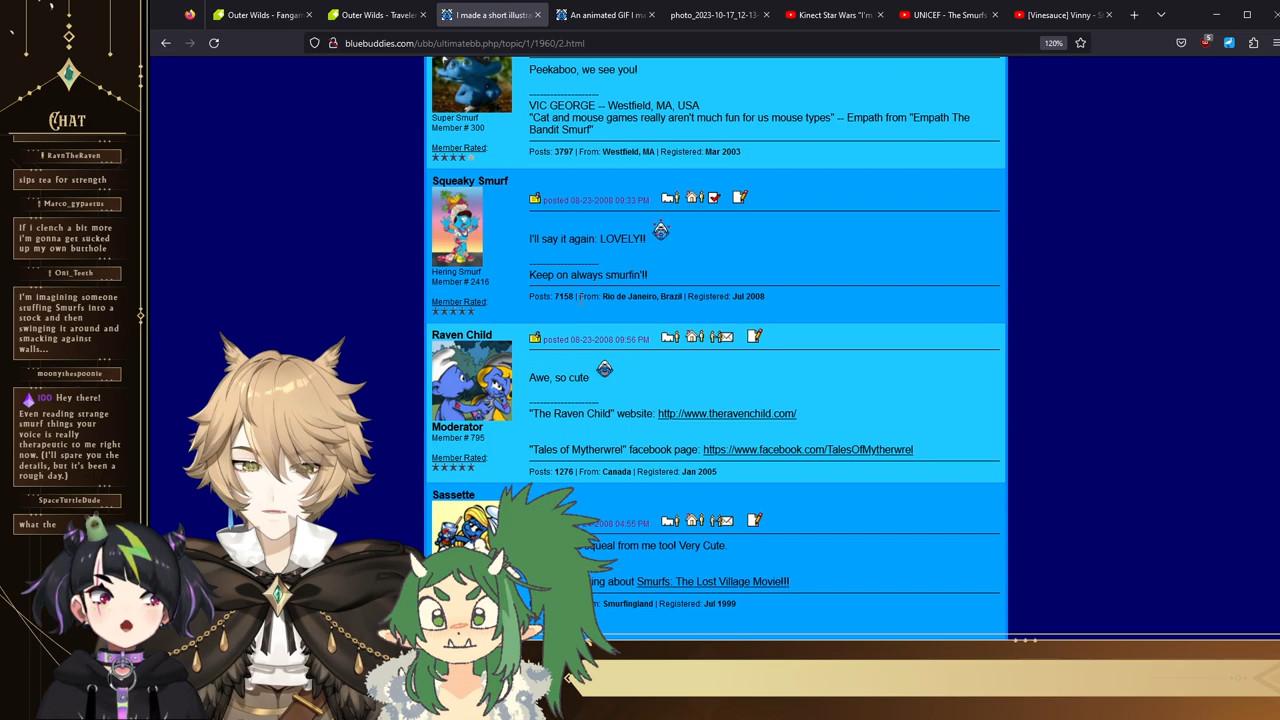 Outer Wilds - Fangam
Outer Wilds - Traveler
I made a short illustra
An animated GIF I ma
photo_2023-10-17_12-13-
Kinect Star Wars "I'm
UNICEF - The Smurfs
[Vinesauce] Vinny - St
bluebuddies.com/ubb/ultimatebb.php/topic/1/1960/2.html
120%
5
Chat
RavnTheRaven
sips tea for strength
Marco_gypaetus
If i clench a bit more
i'm gonna get sucked
up my own butthole
Oni_Teeth
I'm imagining someone
stuffing Smurfs into a
stock and then
swinging it around and
smacking against
walls...
moonythespoonie
100 Hey there!
Even reading strange
smurf things your
voice is really
therapeutic to me right
now. (I'll spare you the
details, but it's been a
rough day.)
SpaceTurtleDude
what the
Super Smurf
Member # 300
Member Rated:
Peekaboo, we see you!
--------------------
VIC GEORGE -- Westfield, MA, USA
"Cat and mouse games really aren't much fun for us mouse types" -- Empath from "Empath The
Bandit Smurf"
Posts: 3797 | From: Westfield, MA | Registered: Mar 2003
Squeaky Smurf
Hering Smurf
Member # 2416
Member Rated:
posted 08-23-2008 09:33 PM
I'll say it again: LOVELY!!
--------------------
Keep on always smurfin'!!
Posts: 7158 | From: Rio de Janeiro, Brazil | Registered: Jul 2008
Raven Child
Moderator
Member # 795
Member Rated:
posted 08-23-2008 09:56 PM
Awe, so cute
--------------------
"The Raven Child" website: http://www.theravenchild.com/
"Tales of Mytherwrel" facebook page: https://www.facebook.com/TalesOfMytherwrel
Posts: 1276 | From: Canada | Registered: Jan 2005
Sassette
2008 04:55 PM
squeal from me too! Very Cute.
ing about Smurfs: The Lost Village Movie!!!
m: Smurfingland | Registered: Jul 1999